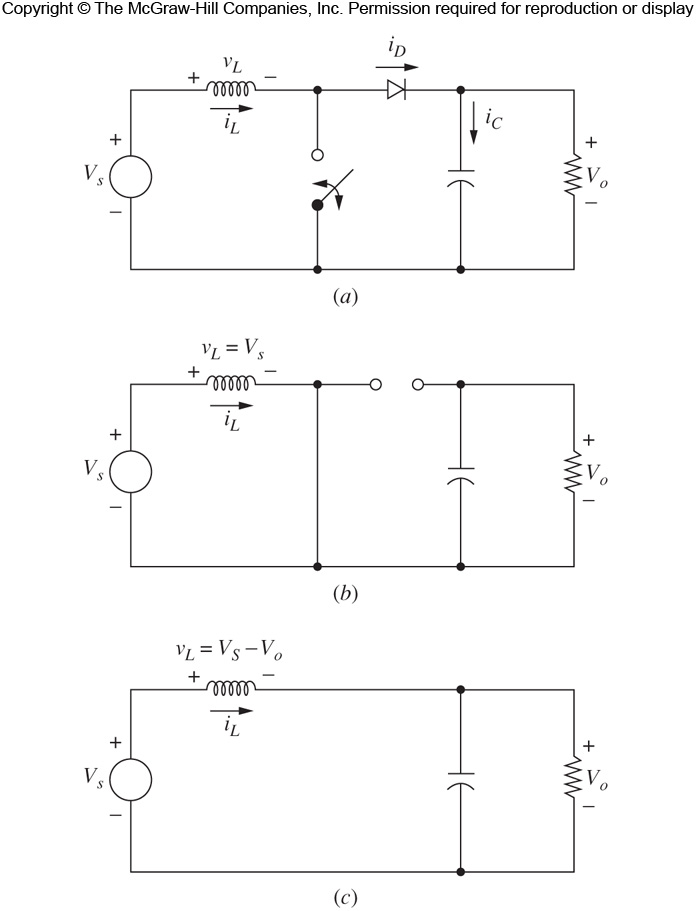 Copyright © The McGraw-Hill Companies, Inc. Permission required for reproduction or display
i_D
v_L
+ −
i_L
i_C
+
V_s
−
+
V_o
−
(a)
v_L = V_s
+ −
i_L
+
V_s
−
+
V_o
−
(b)
v_L = V_S − V_o
+ −
i_L
+
V_s
−
+
V_o
−
(c)